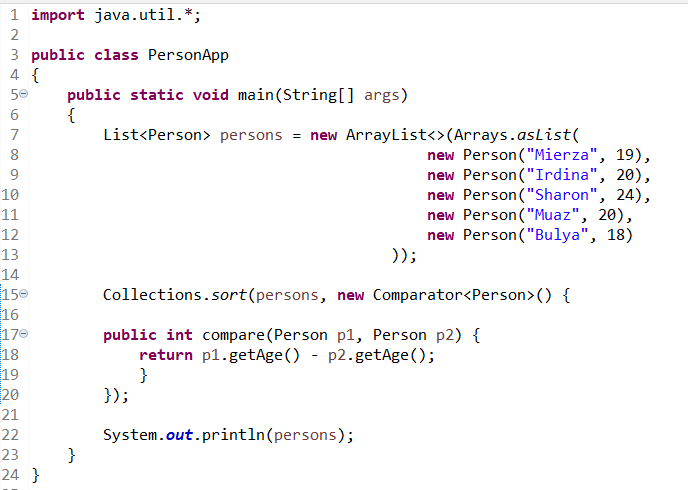 1 import java.util.*;
2
3 public class PersonApp
4 {
5 public static void main(String[] args)
6 {
7 List<Person> persons = new ArrayList<>(Arrays.asList(
8 new Person("Mierza", 19),
9 new Person("Irdina", 20),
10 new Person("Sharon", 24),
11 new Person("Muaz", 20),
12 new Person("Bulya", 18)
13 ));
14
15 Collections.sort(persons, new Comparator<Person>() {
16
17 public int compare(Person p1, Person p2) {
18 return p1.getAge() - p2.getAge();
19 }
20 });
21
22 System.out.println(persons);
23 }
24 }